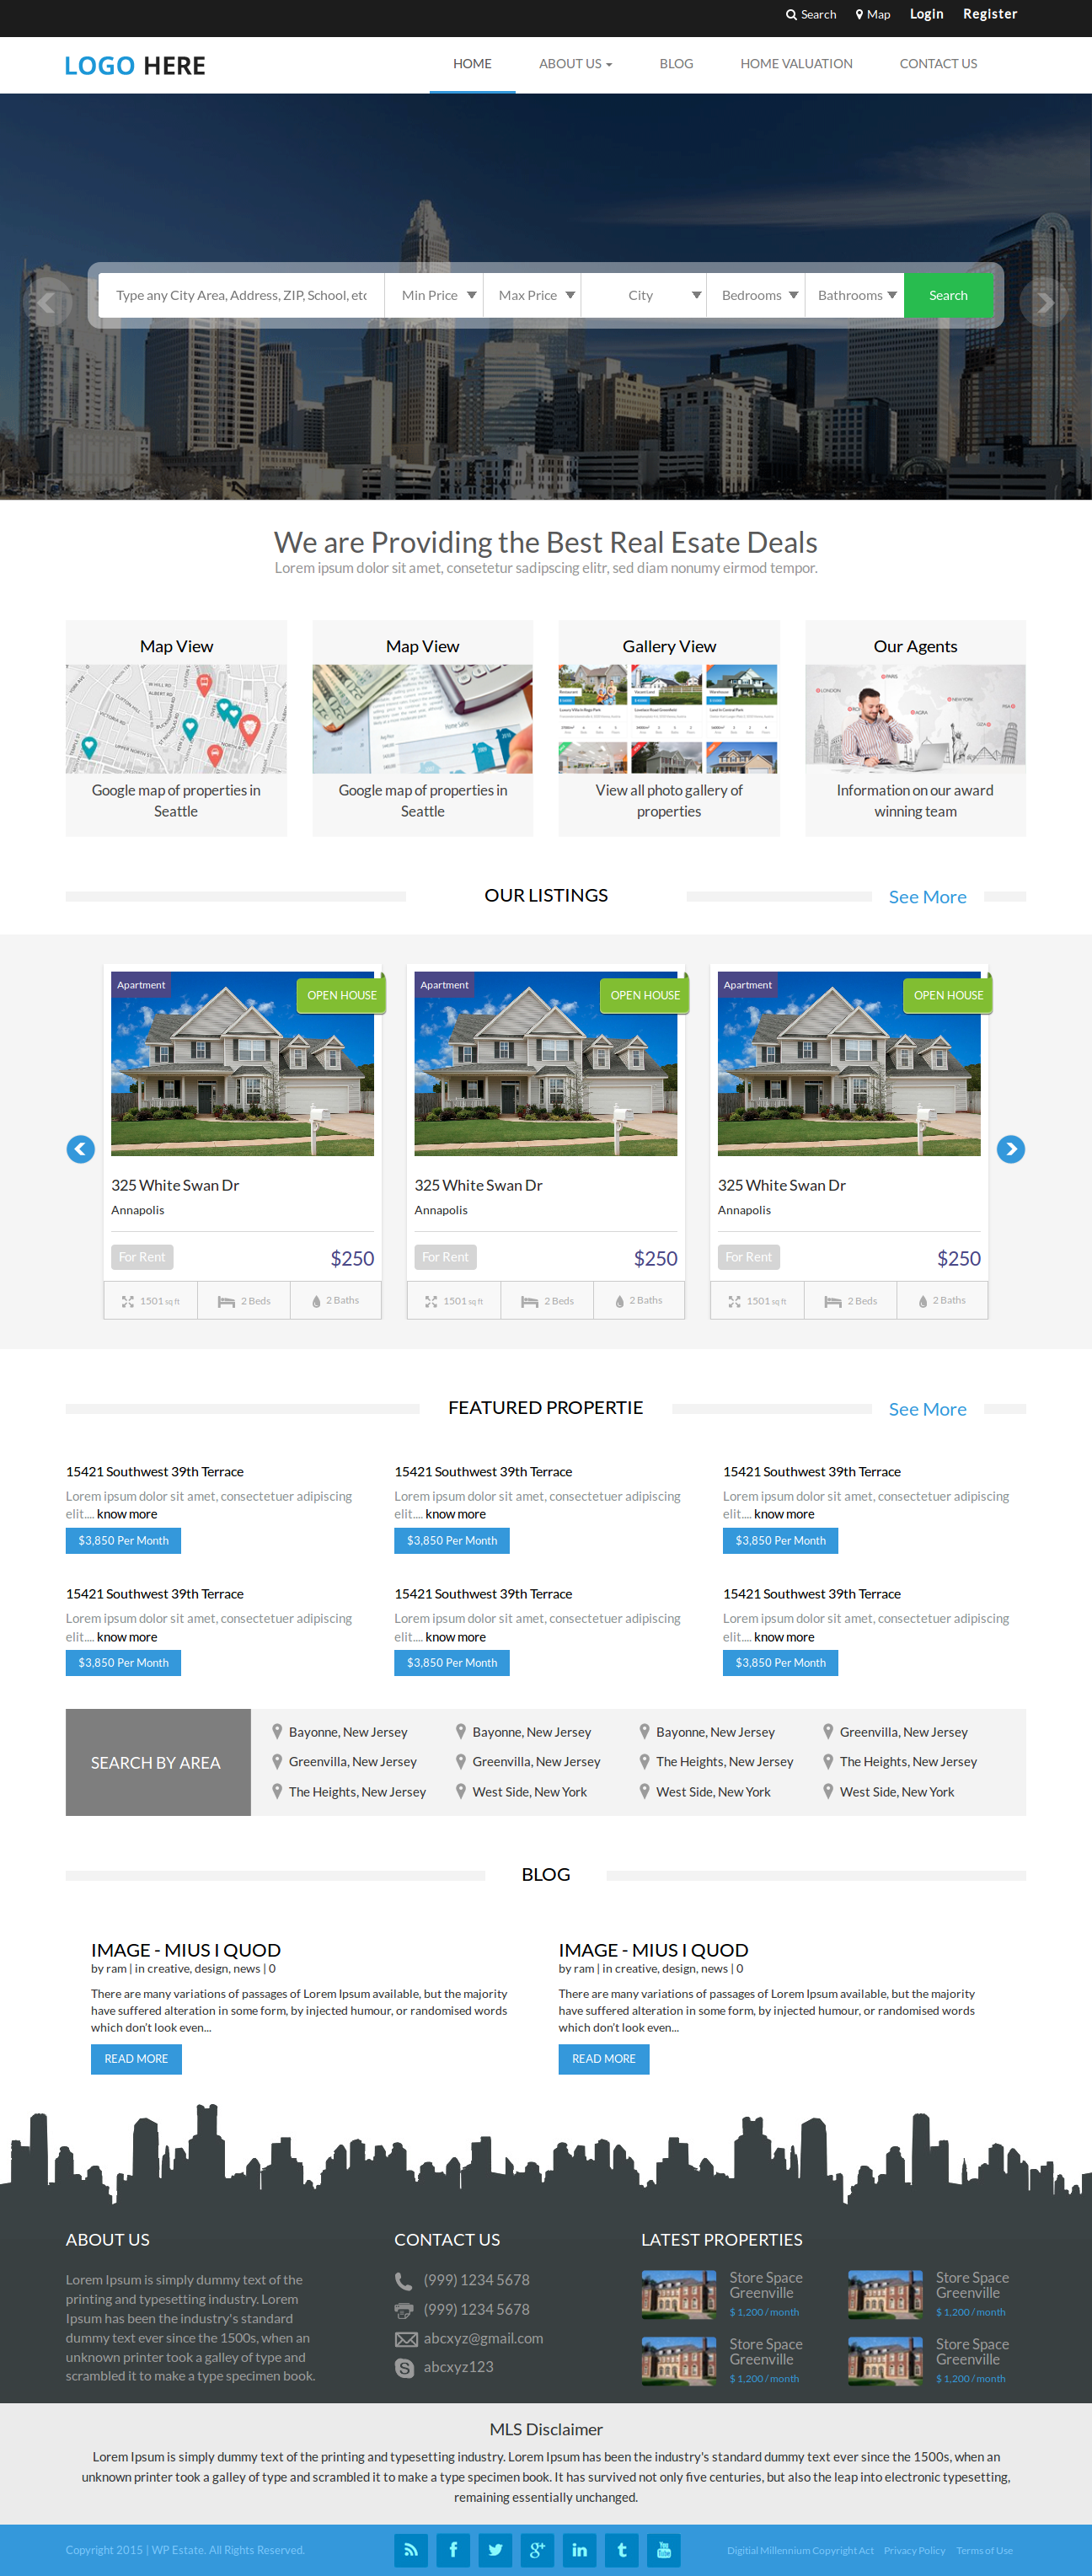 Search Map Login Register
LOGO HERE
HOME ABOUT US BLOG HOME VALUATION CONTACT US
Type any City Area, Address, ZIP, School, etc Min Price Max Price City Bedrooms Bathrooms Search
We are Providing the Best Real Esate Deals
Lorem ipsum dolor sit amet, consetetur sadipscing elitr, sed diam nonumy eirmod tempor.
Map View
Google map of properties in
Seattle
Map View
Google map of properties in
Seattle
Gallery View
View all photo gallery of
properties
Our Agents
Information on our award
winning team
OUR LISTINGS See More
Apartment
OPEN HOUSE
325 White Swan Dr
Annapolis
For Rent $250
1501 sq ft 2 Beds 2 Baths
Apartment
OPEN HOUSE
325 White Swan Dr
Annapolis
For Rent $250
1501 sq ft 2 Beds 2 Baths
Apartment
OPEN HOUSE
325 White Swan Dr
Annapolis
For Rent $250
1501 sq ft 2 Beds 2 Baths
FEATURED PROPERTIE See More
15421 Southwest 39th Terrace
Lorem ipsum dolor sit amet, consectetuer adipiscing
elit.... know more
$3,850 Per Month
15421 Southwest 39th Terrace
Lorem ipsum dolor sit amet, consectetuer adipiscing
elit.... know more
$3,850 Per Month
15421 Southwest 39th Terrace
Lorem ipsum dolor sit amet, consectetuer adipiscing
elit.... know more
$3,850 Per Month
15421 Southwest 39th Terrace
Lorem ipsum dolor sit amet, consectetuer adipiscing
elit.... know more
$3,850 Per Month
15421 Southwest 39th Terrace
Lorem ipsum dolor sit amet, consectetuer adipiscing
elit.... know more
$3,850 Per Month
15421 Southwest 39th Terrace
Lorem ipsum dolor sit amet, consectetuer adipiscing
elit.... know more
$3,850 Per Month
SEARCH BY AREA
Bayonne, New Jersey Bayonne, New Jersey Bayonne, New Jersey Greenvilla, New Jersey
Greenvilla, New Jersey Greenvilla, New Jersey The Heights, New Jersey The Heights, New Jersey
The Heights, New Jersey West Side, New York West Side, New York West Side, New York
BLOG
IMAGE - MIUS I QUOD
by ram | in creative, design, news | 0
There are many variations of passages of Lorem Ipsum available, but the majority
have suffered alteration in some form, by injected humour, or randomised words
which don't look even...
READ MORE
IMAGE - MIUS I QUOD
by ram | in creative, design, news | 0
There are many variations of passages of Lorem Ipsum available, but the majority
have suffered alteration in some form, by injected humour, or randomised words
which don't look even...
READ MORE
ABOUT US
Lorem Ipsum is simply dummy text of the
printing and typesetting industry. Lorem
Ipsum has been the industry's standard
dummy text ever since the 1500s, when an
unknown printer took a galley of type and
scrambled it to make a type specimen book.
CONTACT US
(999) 1234 5678
(999) 1234 5678
abcxyz@gmail.com
abcxyz123
LATEST PROPERTIES
Store Space
Greenville
$ 1,200 / month
Store Space
Greenville
$ 1,200 / month
Store Space
Greenville
$ 1,200 / month
Store Space
Greenville
$ 1,200 / month
MLS Disclaimer
Lorem Ipsum is simply dummy text of the printing and typesetting industry. Lorem Ipsum has been the industry's standard dummy text ever since the 1500s, when an
unknown printer took a galley of type and scrambled it to make a type specimen book. It has survived not only five centuries, but also the leap into electronic typesetting,
remaining essentially unchanged.
Copyright 2015 | WP Estate. All Rights Reserved.
Digitial Millennium Copyright Act Privacy Policy Terms of Use